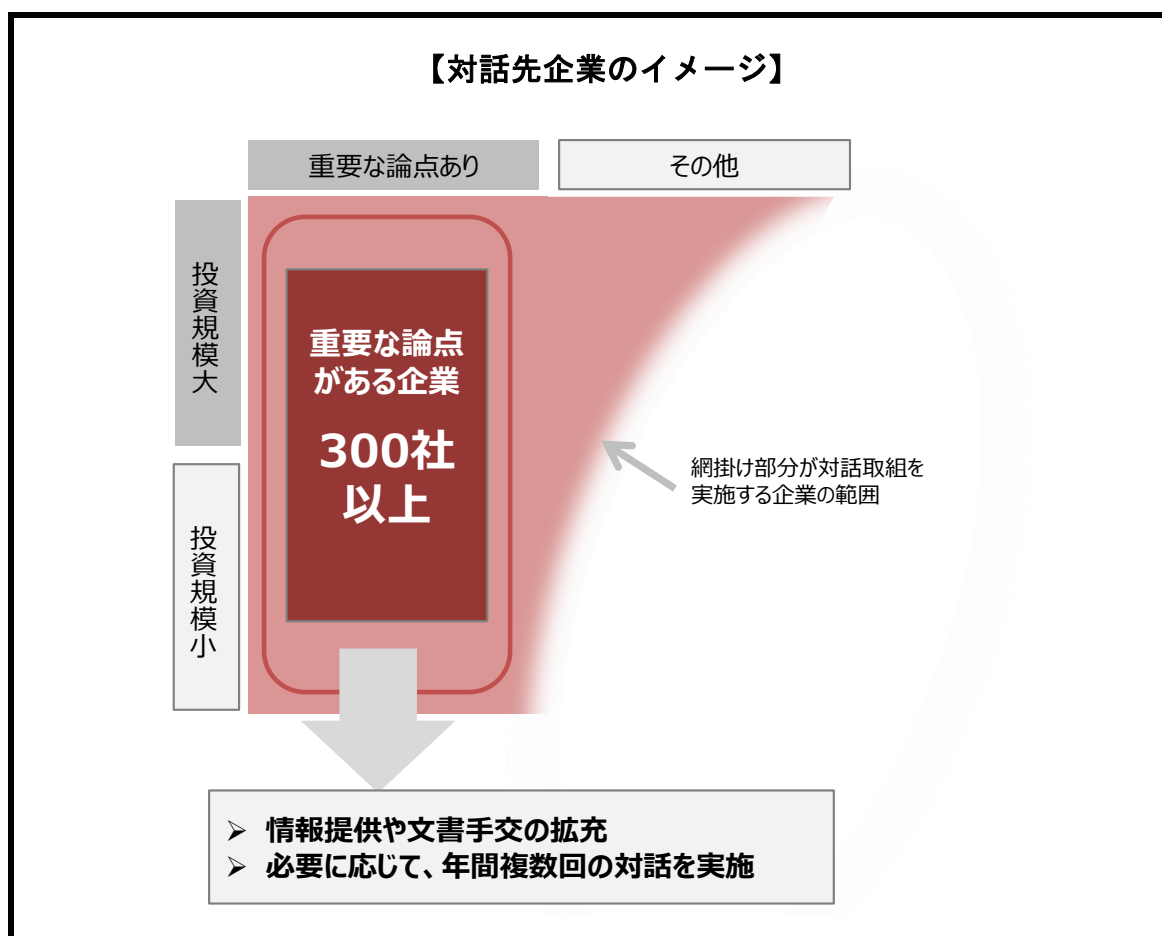 【対話先企業のイメージ】
重要な論点あり
その他
投資規模大
重要な論点
がある企業
300社
以上
網掛け部分が対話取組を
実施する企業の範囲
投資規模小
➢ 情報提供や文書手交の拡充
➢ 必要に応じて、年間複数回の対話を実施